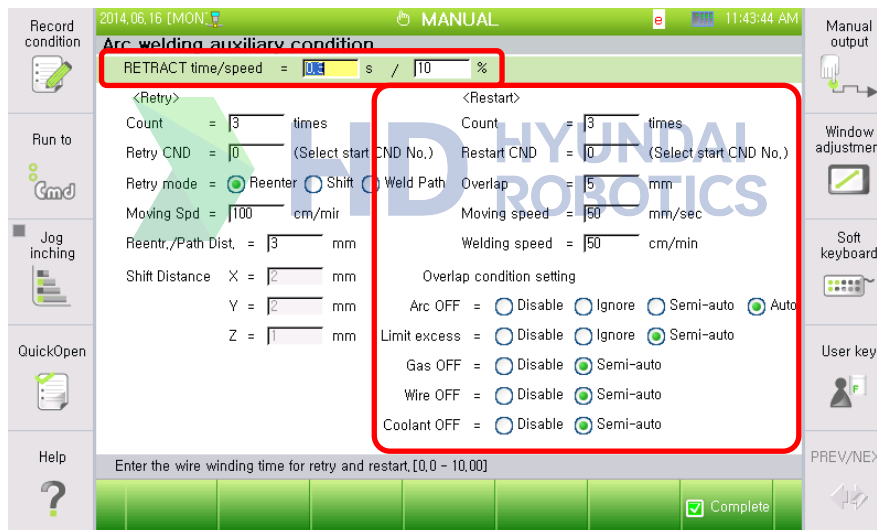 Record condition
Run to
Cmd
Jog inching
QuickOpen
Help
?
2014,06,16 [MON] MANUAL e 11:43:44 AM
Arc welding auxiliary condition
RETRACT time/speed = s / 10 %
<Retry>
Count = 3 times
Retry CND = 0 (Select start CND No.)
Retry mode = Reenter Shift Weld Path
Moving Spd = 100 cm/min
Reentr./Path Dist. = 3 mm
Shift Distance X = 2 mm
Y = 2 mm
Z = 1 mm
<Restart>
Count = 3 times
Restart CND = 0 (Select start CND No.)
Overlap = 5 mm
Moving speed = 50 mm/sec
Welding speed = 50 cm/min
Overlap condition setting
Arc OFF = Disable Ignore Semi-auto Auto
Limit excess = Disable Ignore Semi-auto
Gas OFF = Disable Semi-auto
Wire OFF = Disable Semi-auto
Coolant OFF = Disable Semi-auto
HD HYUNDAI
ROBOTICS
Enter the wire winding time for retry and restart,[0,0 - 10,00]
Complete
Manual output
Window adjustmer
Soft keyboard
User key
F
PREV/NEX